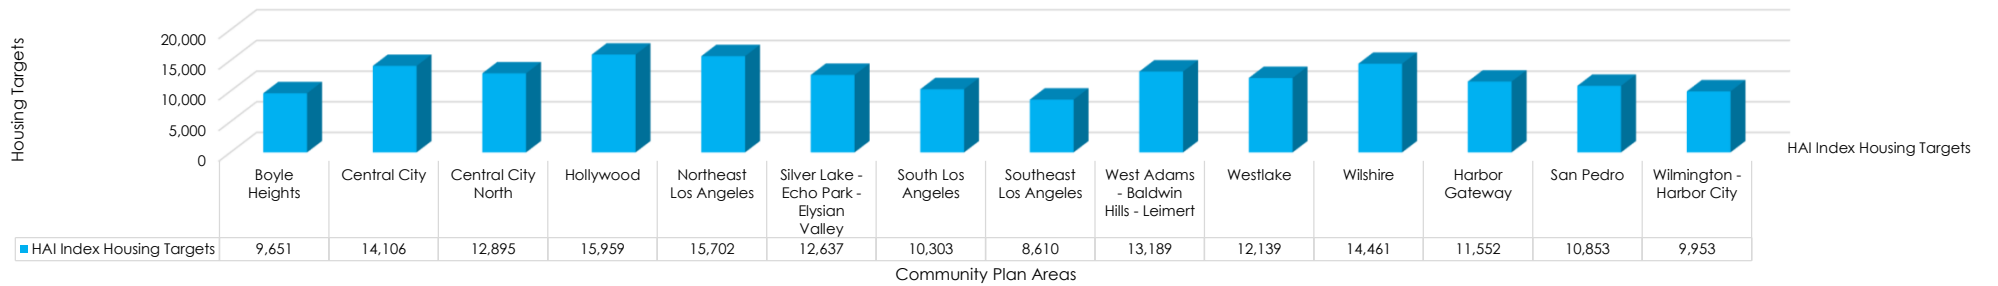 Housing Targets
20,000
15,000
10,000
5,000
0
HAI Index Housing Targets
Boyle
Heights
Central City
Central City
North
Hollywood
Northeast
Los Angeles
Silver Lake -
Echo Park -
Elysian
Valley
South Los
Angeles
Southeast
Los Angeles
West Adams
- Baldwin
Hills - Leimert
Westlake
Wilshire
Harbor
Gateway
San Pedro
Wilmington -
Harbor City
HAI Index Housing Targets 9,651 14,106 12,895 15,959 15,702 12,637 10,303 8,610 13,189 12,139 14,461 11,552 10,853 9,953
Community Plan Areas